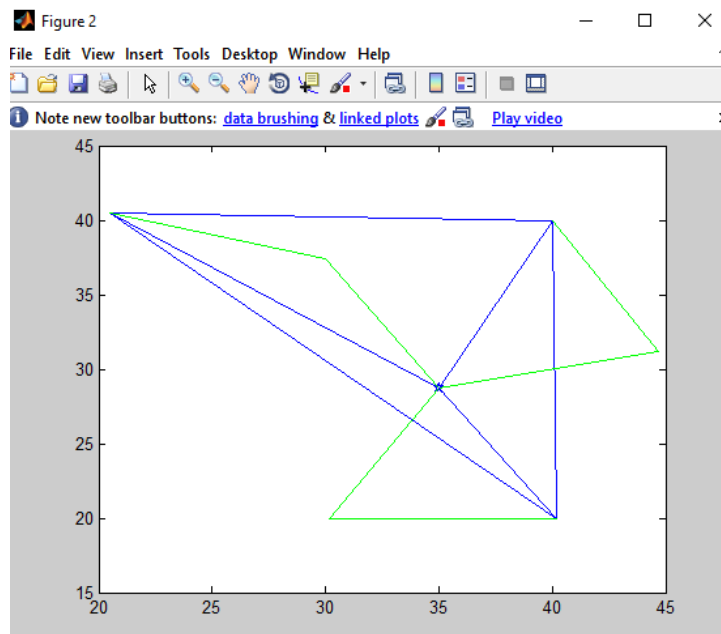 Figure 2
File Edit View Insert Tools Desktop Window Help
Note new toolbar buttons: data brushing & linked plots Play video
45
40
35
30
25
20
15
20 25 30 35 40 45